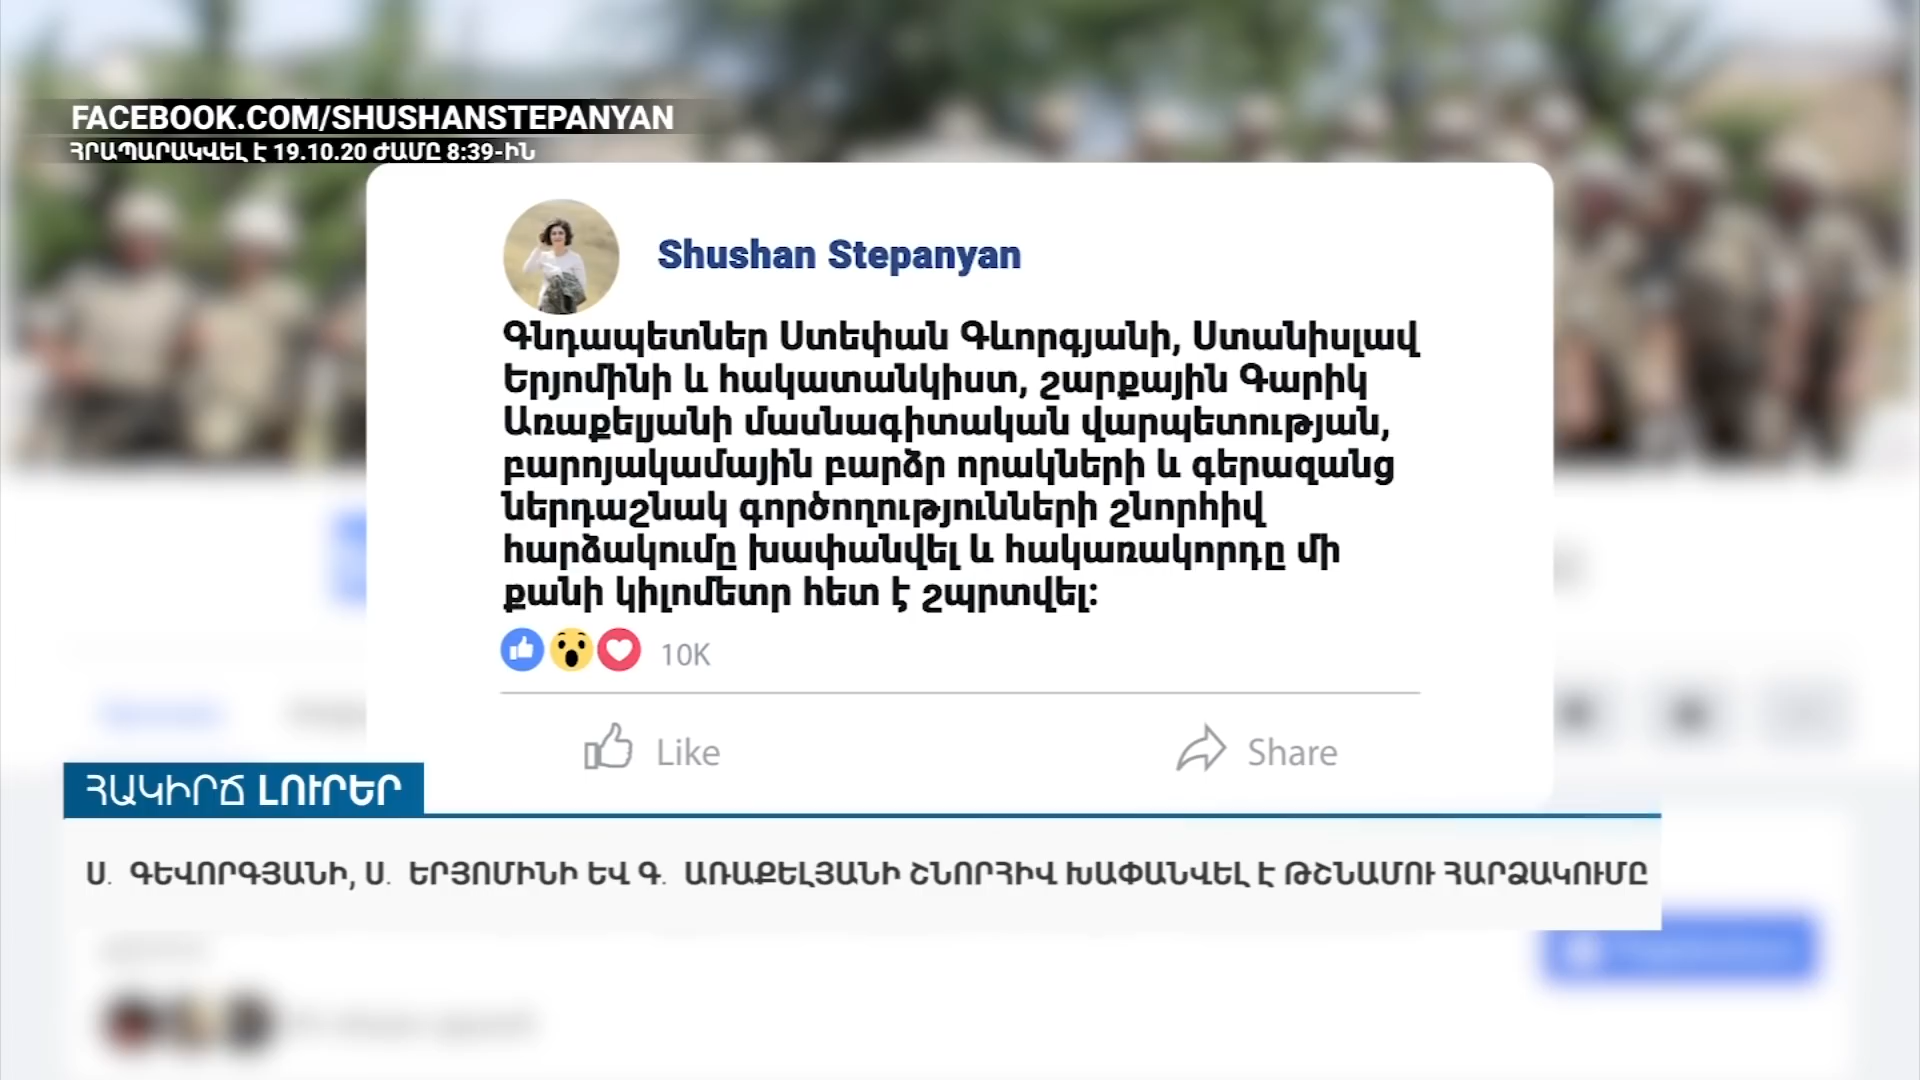 FACEBOOK.COM/SHUSHANSTEPANYAN
ՀՐԱՊԱՐԱԿՎԵԼ Է 19.10.20 ԺԱՄԸ 8:39-ԻՆ
Shushan Stepanyan
Գնդապետներ Ստեփան Գևորգյանի, Ստանիսլավ
Երյոմինի և հակատանկիստ, շարքային Գարիկ
Առաքելյանի մասնագիտական վարպետության,
բարոյակամային բարձր որակների և գերազանց
ներդաշնակ գործողությունների շնորհիվ
հարձակումը խափանվել և հակառակորդը մի
քանի կիլոմետր հետ է շպրտվել:
10K
Like
Share
ՀԱԿԻՐՃ ԼՈՒՐԵՐ
Ս. ԳԵՎՈՐԳՅԱՆԻ, Ս. ԵՐՅՈՄԻՆԻ ԵՎ Գ. ԱՌԱՔԵԼՅԱՆԻ ՇՆՈՐՀԻՎ ԽԱՓԱՆՎԵԼ Է ԹՇՆԱՄՈՒ ՀԱՐՁԱԿՈՒՄԸ